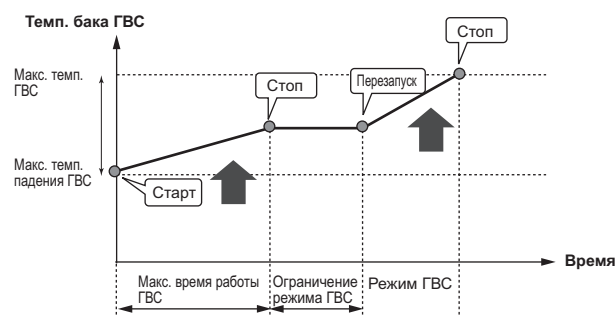 Темп. бака ГВС
Стоп
Макс. темп.
ГВС
Стоп
Перезапуск
Макс. темп.
падения ГВС
Старт
Время
Макс. время работы
ГВС
Ограничение
режима ГВС
Режим ГВС